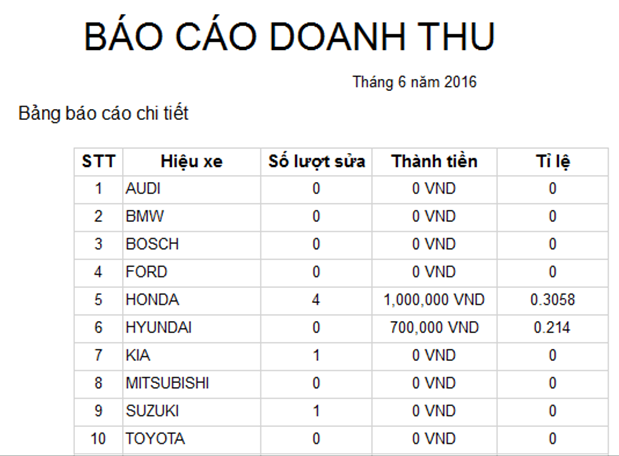 BÁO CÁO DOANH THU
Tháng 6 năm 2016
Bảng báo cáo chi tiết
STT Hiệu xe Số lượt sửa Thành tiền Tỉ lệ
1 AUDI 0 0 VND 0
2 BMW 0 0 VND 0
3 BOSCH 0 0 VND 0
4 FORD 0 0 VND 0
5 HONDA 4 1,000,000 VND 0.3058
6 HYUNDAI 0 700,000 VND 0.214
7 KIA 1 0 VND 0
8 MITSUBISHI 0 0 VND 0
9 SUZUKI 1 0 VND 0
10 TOYOTA 0 0 VND 0